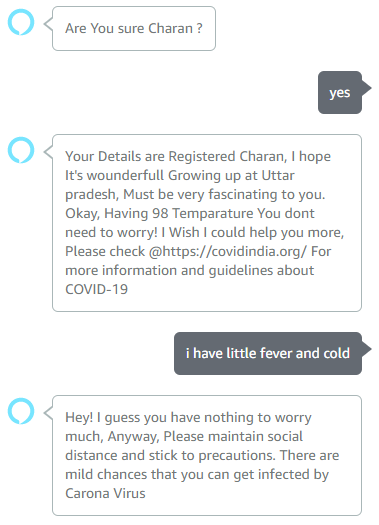 Are You sure Charan ?
yes
Your Details are Registered Charan, I hope
It's wounderfull Growing up at Uttar
pradesh, Must be very fascinating to you.
Okay, Having 98 Temparature You dont
need to worry! I Wish I could help you more,
Please check @https://covidindia.org/ For
more information and guidelines about
COVID-19
i have little fever and cold
Hey! I guess you have nothing to worry
much, Anyway, Please maintain social
distance and stick to precautions. There are
mild chances that you can get infected by
Carona Virus